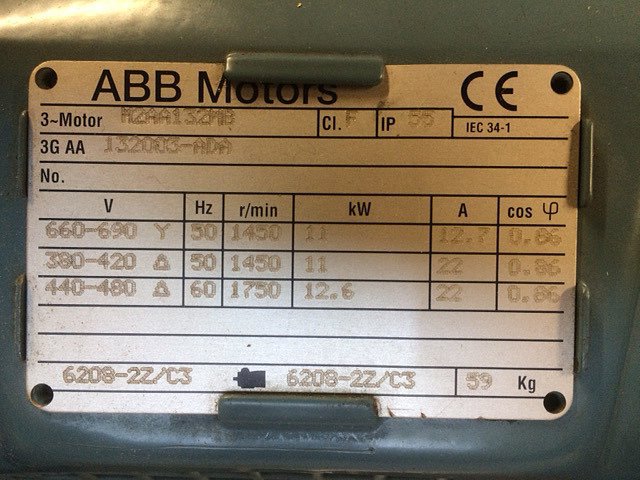 ABB Motors CE
3~Motor M2AA132MB Cl. F IP 55 IEC 34-1
3G AA 132003-ADA
No.
V Hz r/min kW A cos φ
660-690 Y 50 1450 11 12.7 0.86
380-420 Δ 50 1450 11 22 0.86
440-480 Δ 60 1750 12.6 22 0.86
6208-2Z/C3 6208-2Z/C3 59 Kg